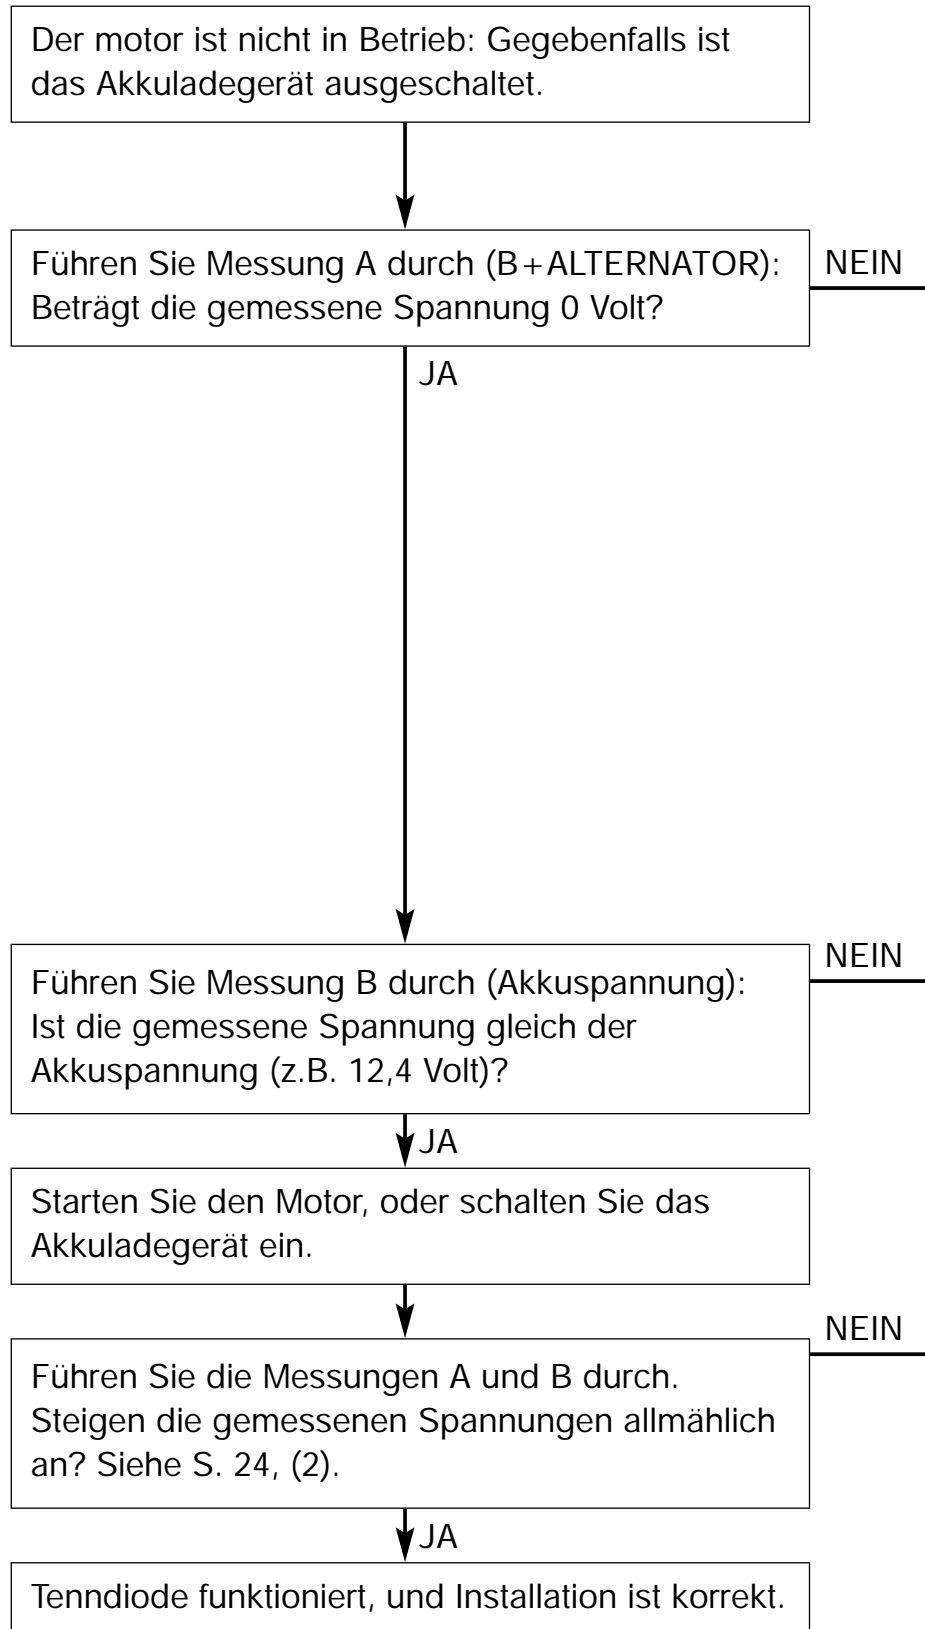 Der motor ist nicht in Betrieb: Gegebenfalls ist
das Akkuladegerät ausgeschaltet.
Führen Sie Messung A durch (B+ALTERNATOR):
Beträgt die gemessene Spannung 0 Volt?
NEIN
JA
Führen Sie Messung B durch (Akkuspannung):
Ist die gemessene Spannung gleich der
Akkuspannung (z.B. 12,4 Volt)?
NEIN
JA
Starten Sie den Motor, oder schalten Sie das
Akkuladegerät ein.
Führen Sie die Messungen A und B durch.
Steigen die gemessenen Spannungen allmählich
an? Siehe S. 24, (2).
NEIN
JA
Tenndiode funktioniert, und Installation ist korrekt.